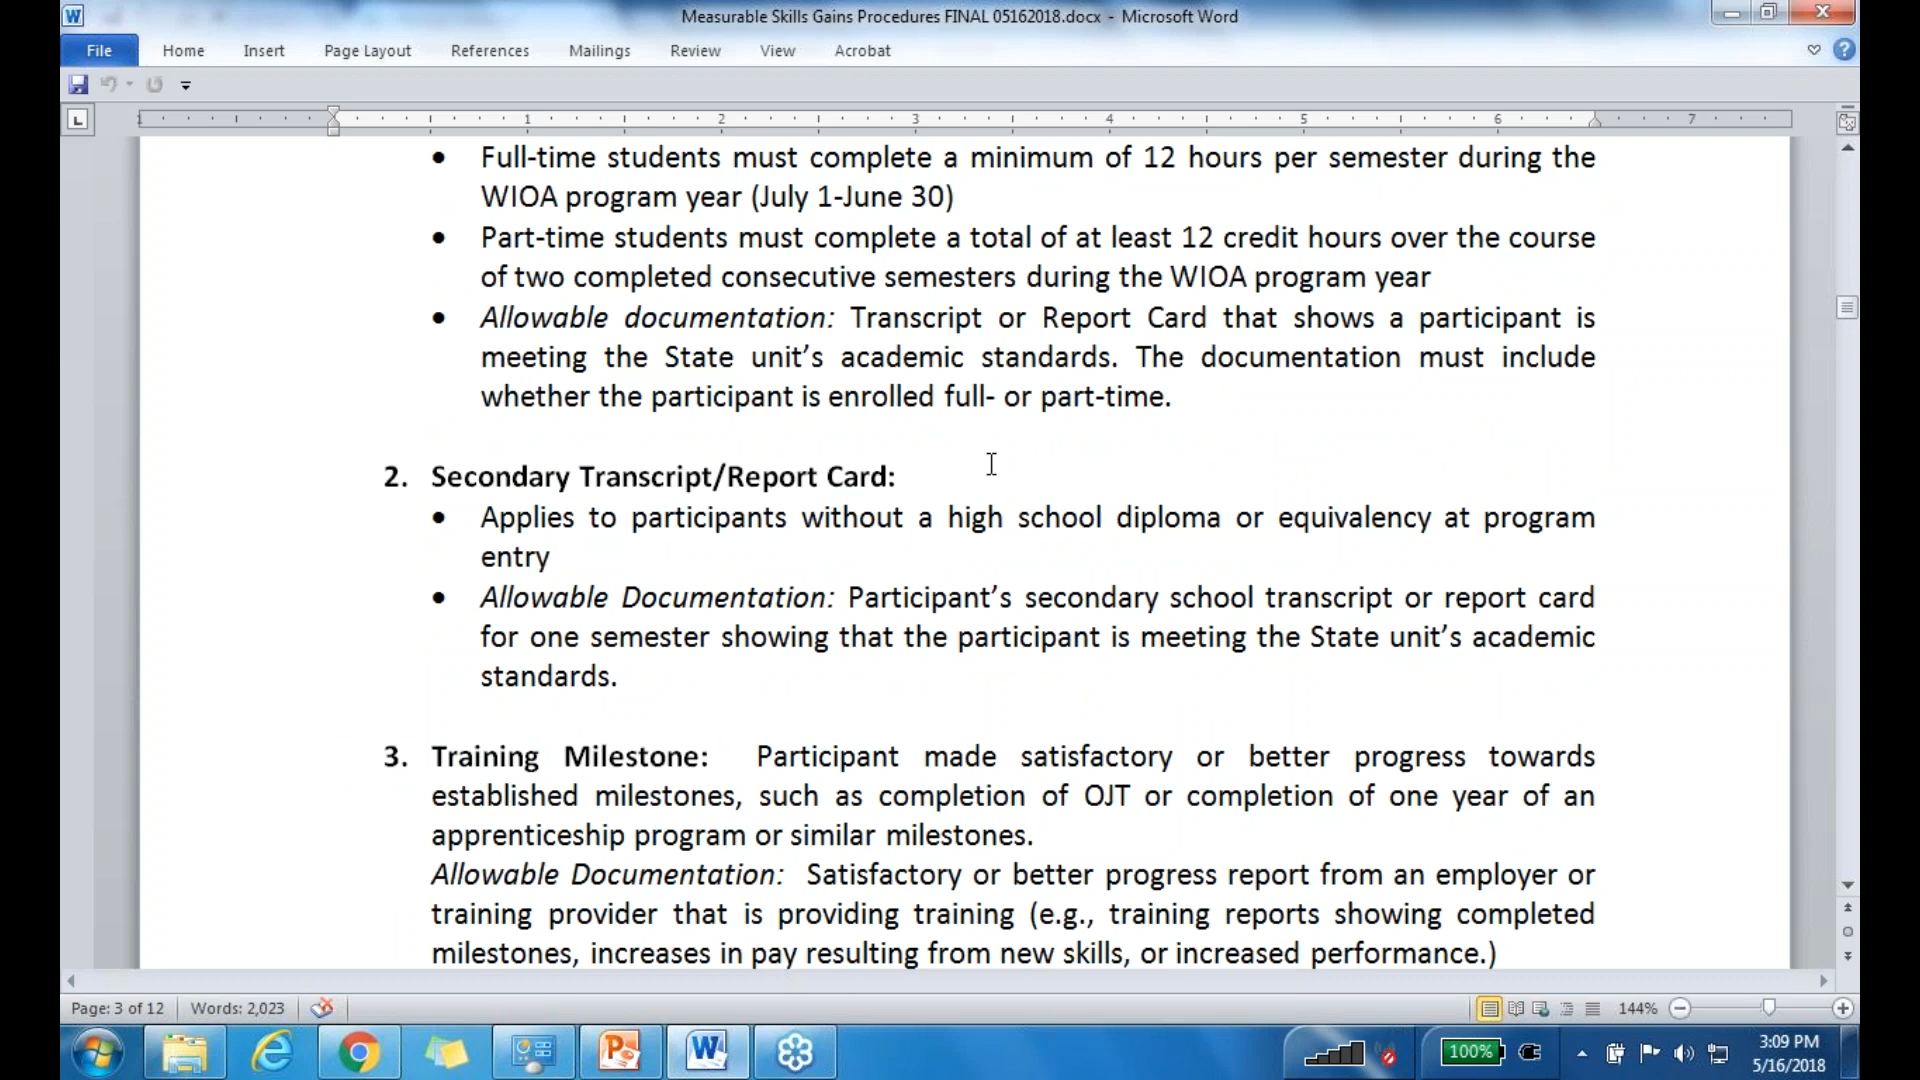 Measurable Skills Gains Procedures FINAL 05162018.docx - Microsoft Word
File Home Insert Page Layout References Mailings Review View Acrobat
1 1 2 3 4 5 6 7
• Full-time students must complete a minimum of 12 hours per semester during the
WIOA program year (July 1-June 30)
• Part-time students must complete a total of at least 12 credit hours over the course
of two completed consecutive semesters during the WIOA program year
• Allowable documentation: Transcript or Report Card that shows a participant is
meeting the State unit’s academic standards. The documentation must include
whether the participant is enrolled full- or part-time.
2. Secondary Transcript/Report Card:
• Applies to participants without a high school diploma or equivalency at program
entry
• Allowable Documentation: Participant’s secondary school transcript or report card
for one semester showing that the participant is meeting the State unit’s academic
standards.
3. Training Milestone: Participant made satisfactory or better progress towards
established milestones, such as completion of OJT or completion of one year of an
apprenticeship program or similar milestones.
Allowable Documentation: Satisfactory or better progress report from an employer or
training provider that is providing training (e.g., training reports showing completed
milestones, increases in pay resulting from new skills, or increased performance.)
Page: 3 of 12 Words: 2,023 144%
100% 3:09 PM
5/16/2018